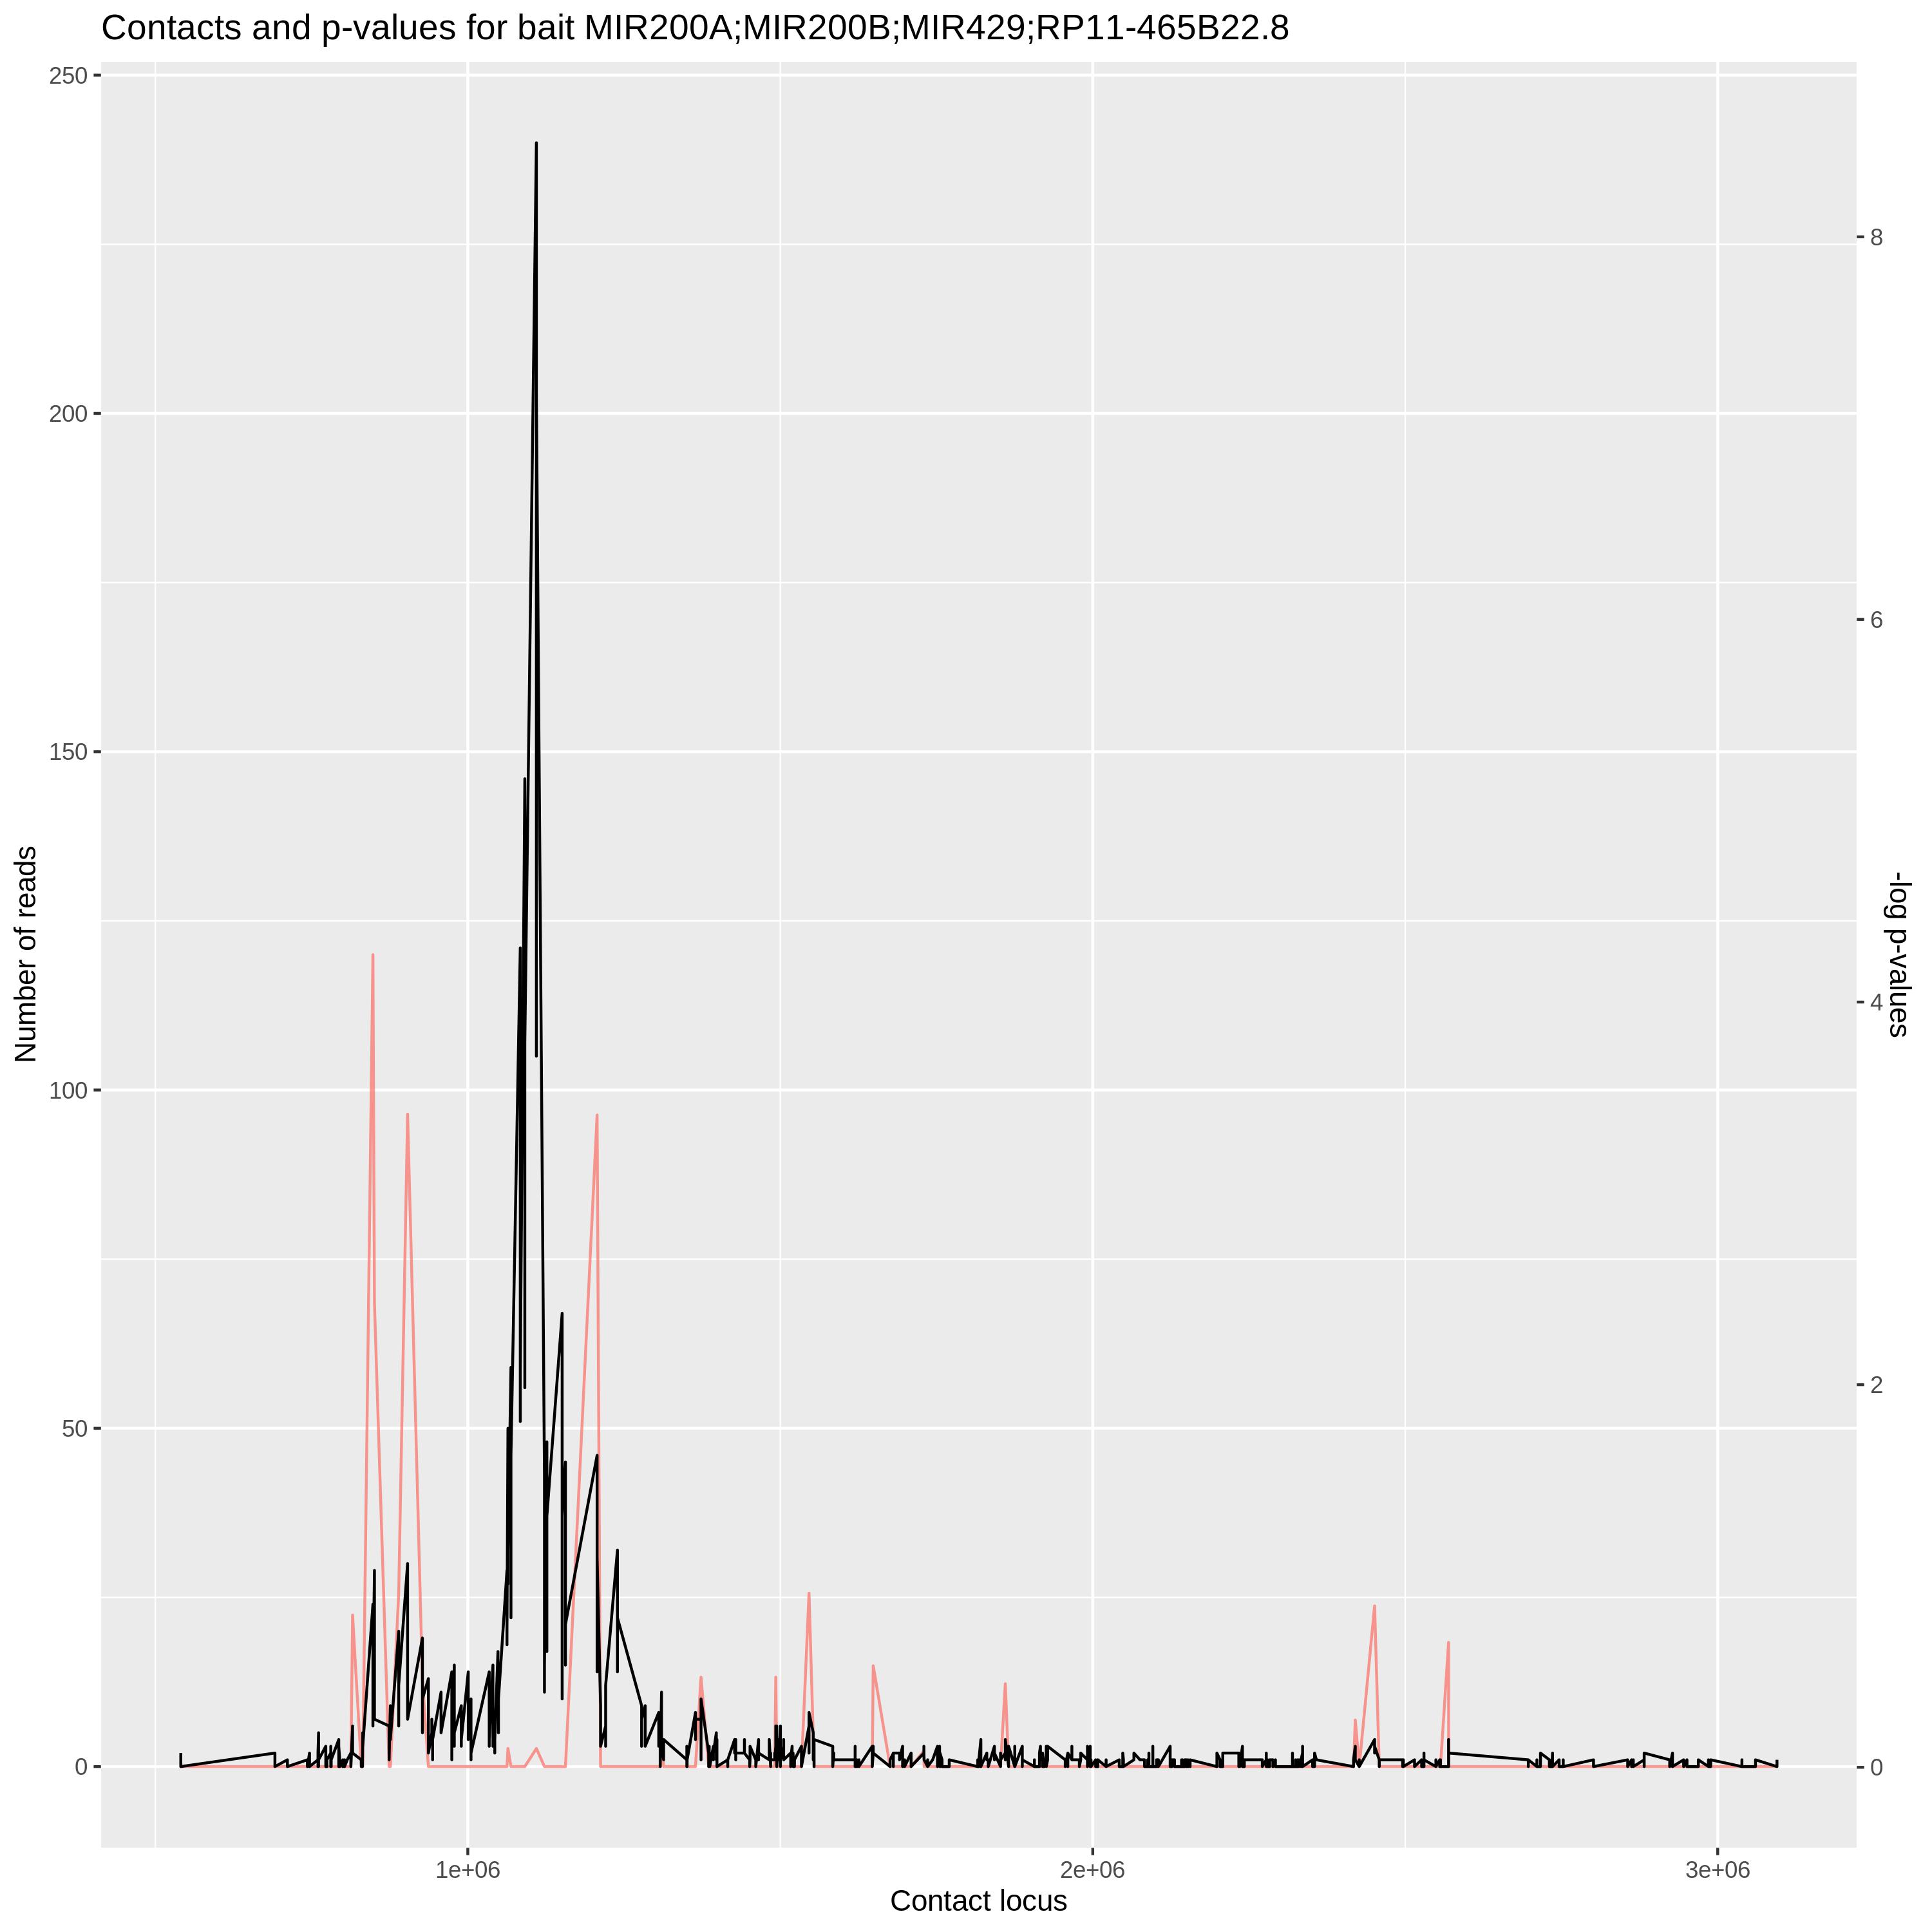 Contacts and p-values for bait MIR200A;MIR200B;MIR429;RP11-465B22.8
250
200
150
100
50
0
Number of reads
8
6
4
2
0
-log p-values
1e+06
2e+06
3e+06
Contact locus